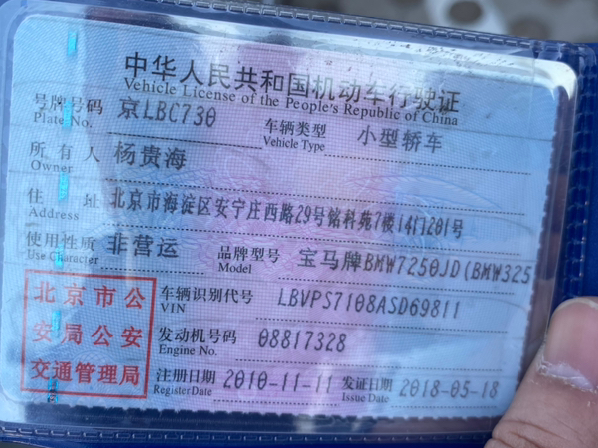 中华人民共和国机动车行驶证
Vehicle License of the People's Republic of China
号牌号码 京LBC730 车辆类型 小型轿车
Plate No. Vehicle Type
所有人 杨贵海
Owner
住址 北京市海淀区安宁庄西路29号铭科苑7楼14门201号
Address
使用性质 非营运 品牌型号 宝马牌BMW7250JD(BMW325
Use Character Model
北京市公安局公安交通管理局
车辆识别代号 LBVPS7108ASD69811
VIN
发动机号码 08817328
Engine No.
注册日期 2010-11-11 发证日期 2018-05-18
Register Date Issue Date